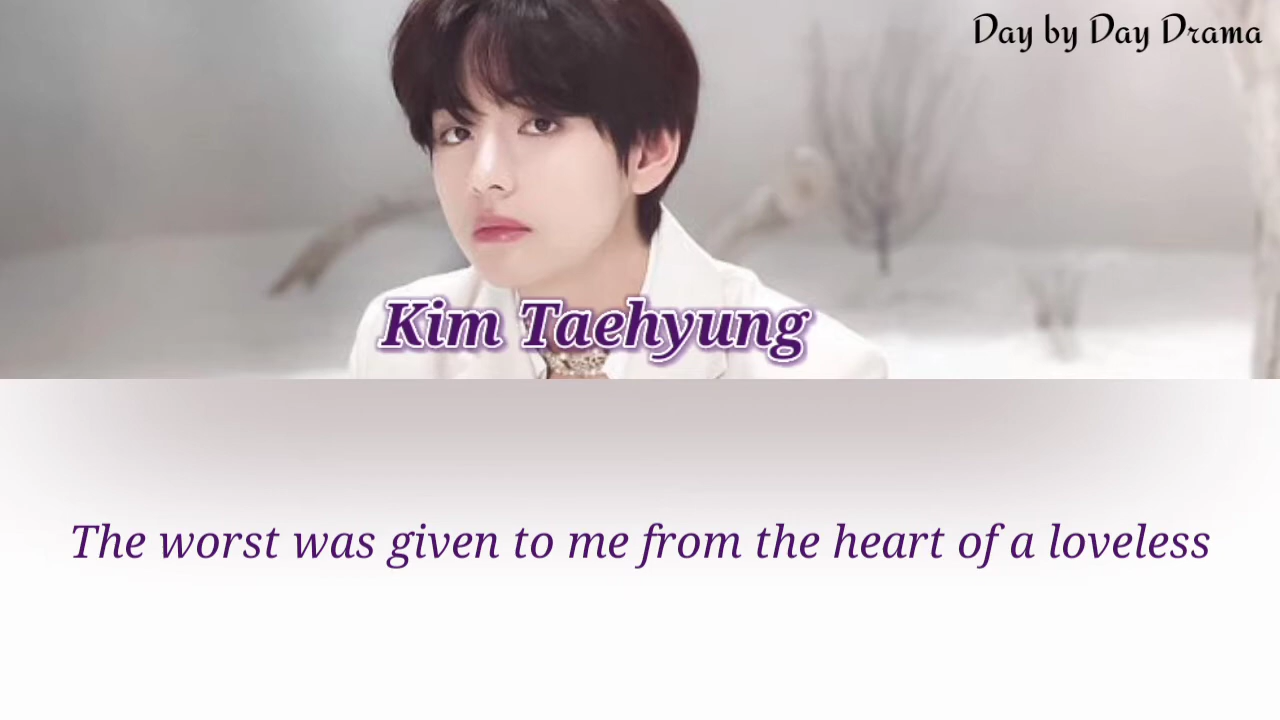 Day by Day Drama
Kim Taehyung
The worst was given to me from the heart of a loveless